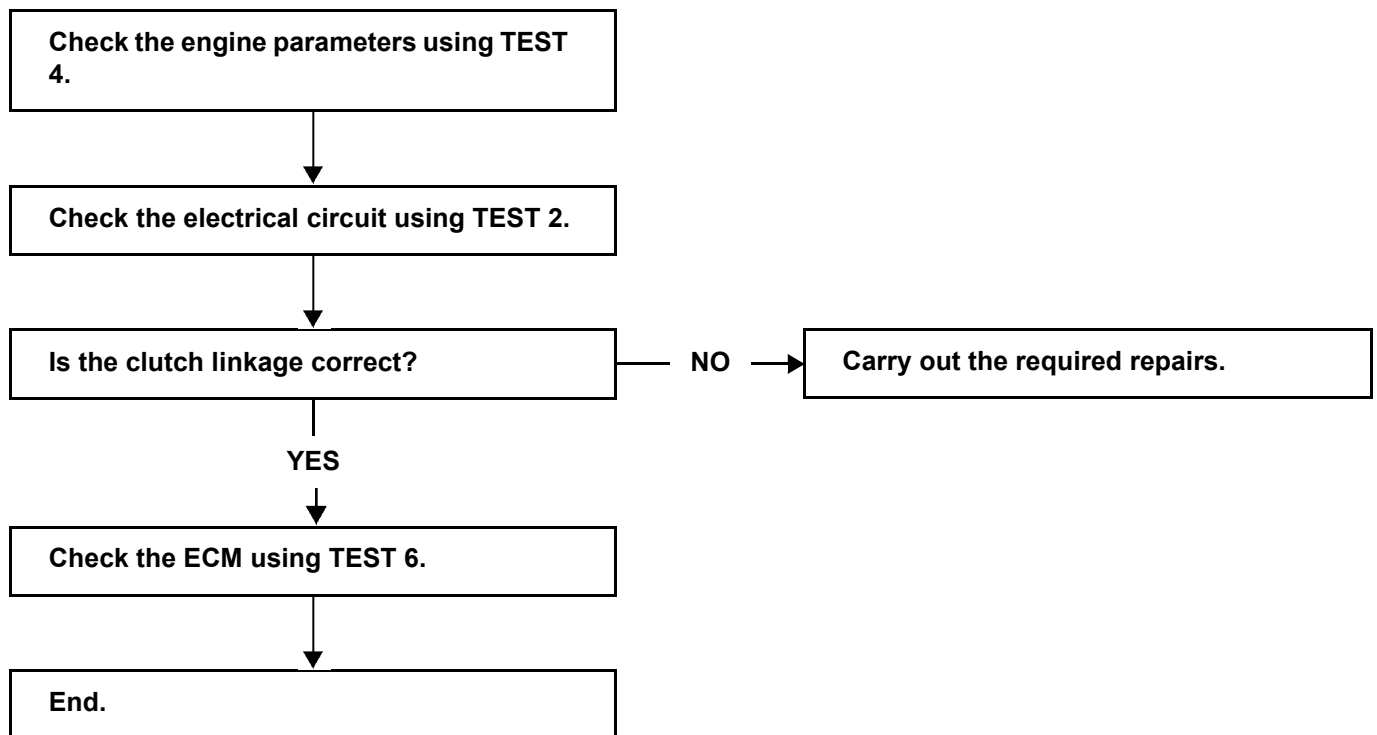 Check the engine parameters using TEST
4.
Check the electrical circuit using TEST 2.
Is the clutch linkage correct?
NO
Carry out the required repairs.
YES
Check the ECM using TEST 6.
End.